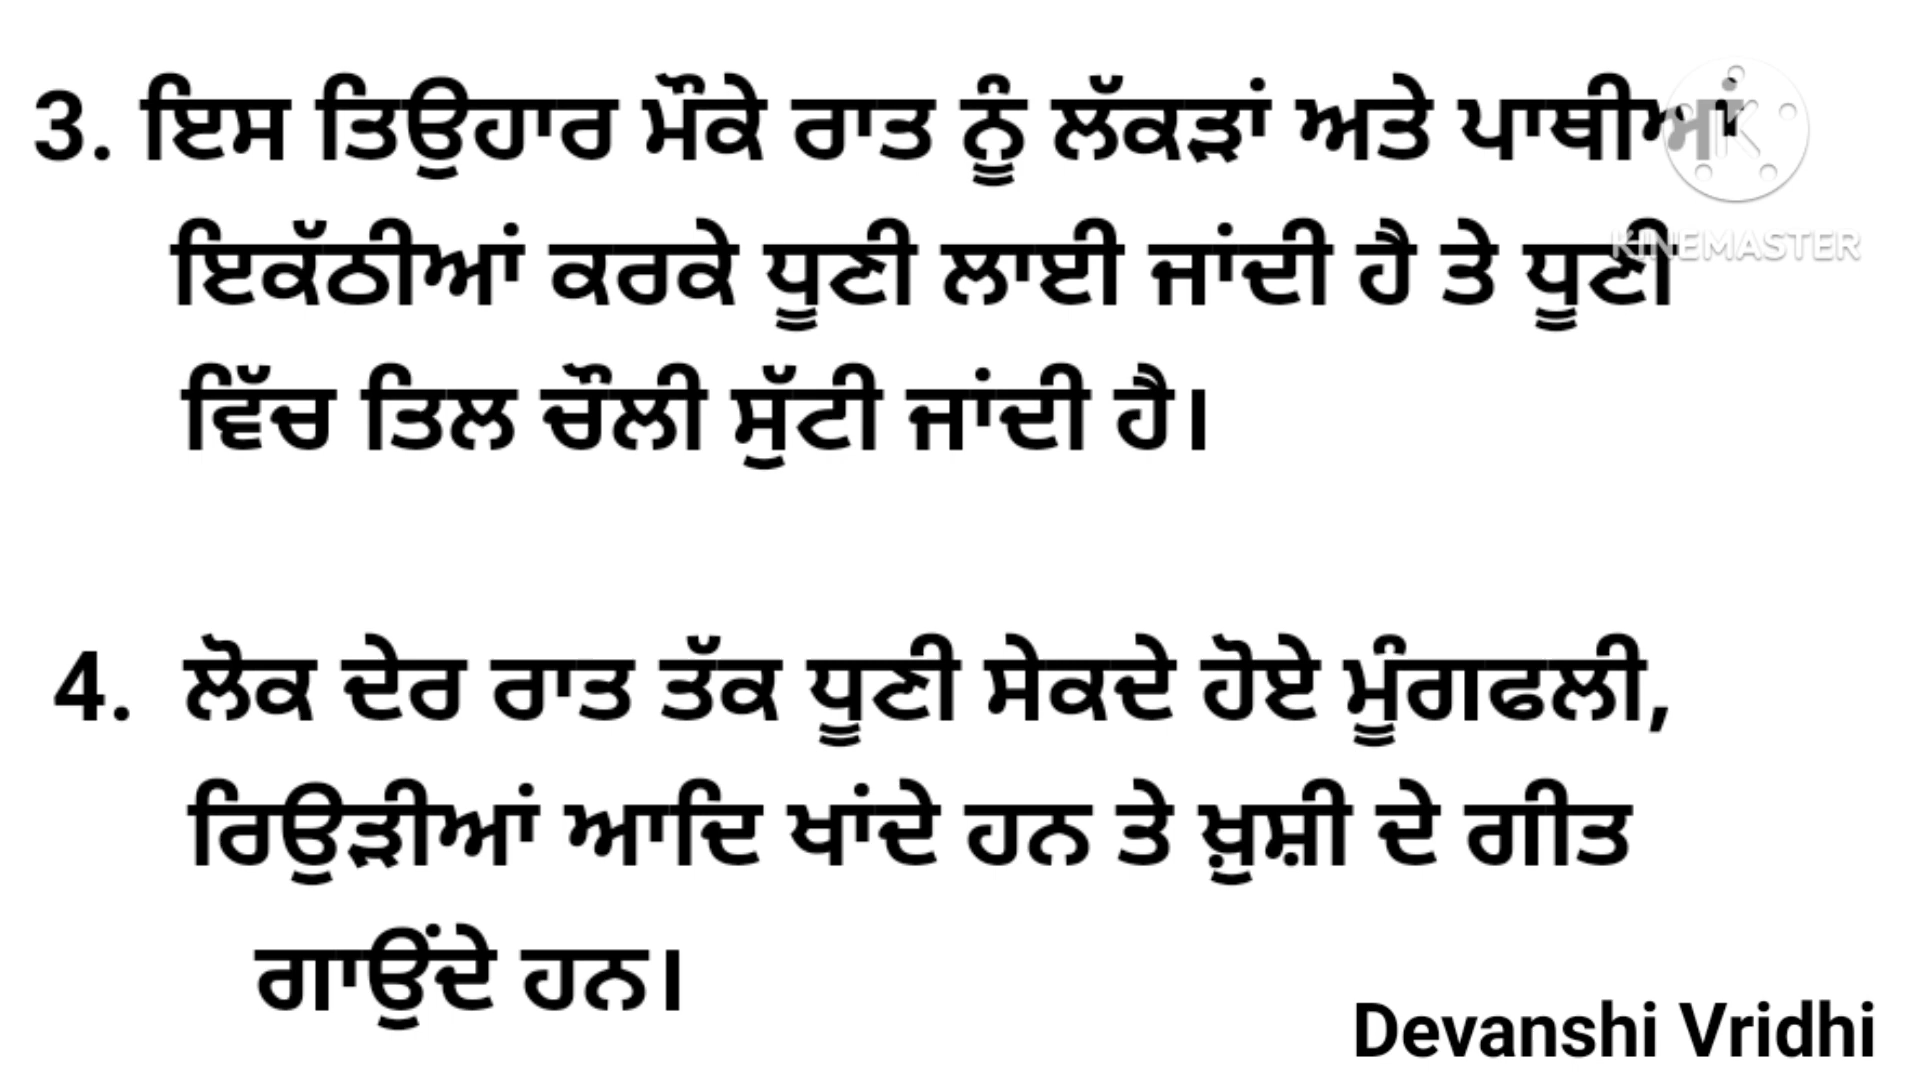 3. ਇਸ ਤਿਉਹਾਰ ਮੌਕੇ ਰਾਤ ਨੂੰ ਲੱਕੜਾਂ ਅਤੇ ਪਾਥੀਆਂ
ਇਕੱਠੀਆਂ ਕਰਕੇ ਧੂਣੀ ਲਾਈ ਜਾਂਦੀ ਹੈ ਤੇ ਧੂਣੀ
KINEMASTER
ਵਿੱਚ ਤਿਲ ਚੌਲੀ ਸੁੱਟੀ ਜਾਂਦੀ ਹੈ।
4. ਲੋਕ ਦੇਰ ਰਾਤ ਤੱਕ ਧੂਣੀ ਸੇਕਦੇ ਹੋਏ ਮੂੰਗਫਲੀ,
ਰਿਉੜੀਆਂ ਆਦਿ ਖਾਂਦੇ ਹਨ ਤੇ ਖ਼ੁਸ਼ੀ ਦੇ ਗੀਤ
ਗਾਉਂਦੇ ਹਨ।
Devanshi Vridhi